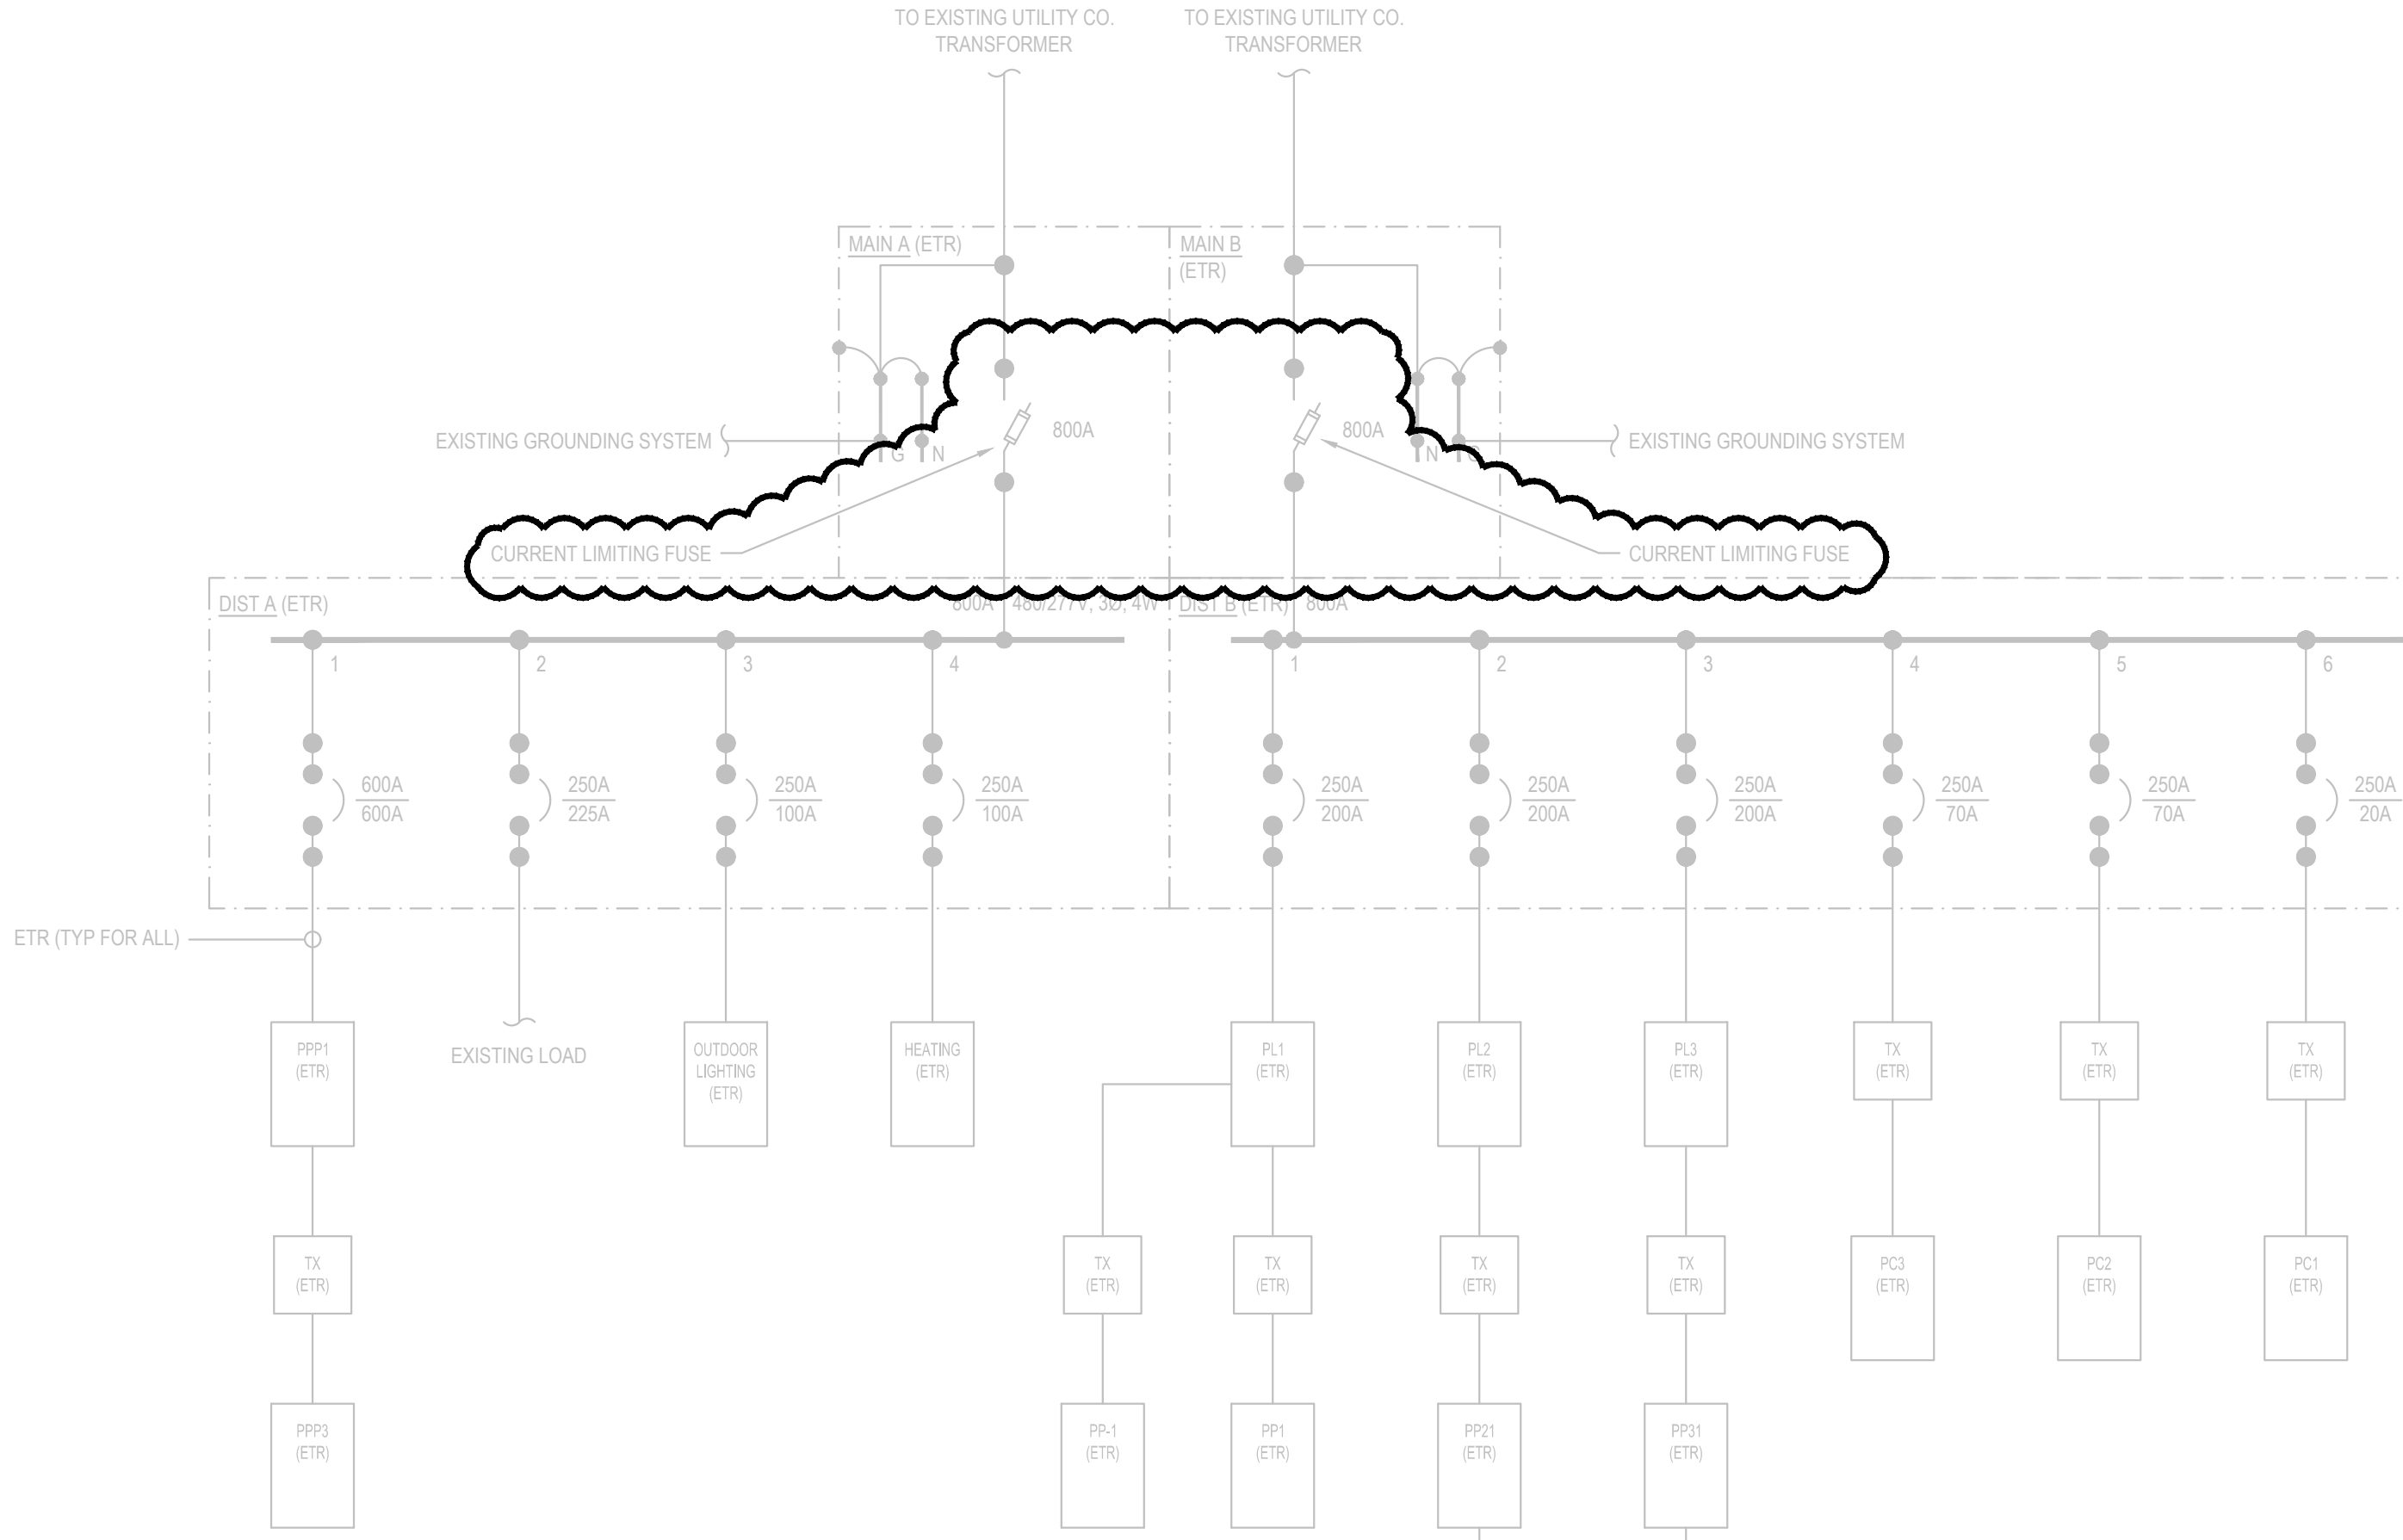 TO EXISTING UTILITY CO.
TRANSFORMER
TO EXISTING UTILITY CO.
TRANSFORMER
MAIN A (ETR)
MAIN B
(ETR)
800A
800A
EXISTING GROUNDING SYSTEM
G
N
N
G
EXISTING GROUNDING SYSTEM
CURRENT LIMITING FUSE
CURRENT LIMITING FUSE
DIST A (ETR)
800A 480/277V, 3Ø, 4W
DIST B (ETR)
800A
1
2
3
4
1
2
3
4
5
6
600A
600A
250A
225A
250A
100A
250A
100A
250A
200A
250A
200A
250A
200A
250A
70A
250A
70A
250A
20A
ETR (TYP FOR ALL)
PPP1
(ETR)
EXISTING LOAD
OUTDOOR
LIGHTING
(ETR)
HEATING
(ETR)
PL1
(ETR)
PL2
(ETR)
PL3
(ETR)
TX
(ETR)
TX
(ETR)
TX
(ETR)
TX
(ETR)
TX
(ETR)
TX
(ETR)
TX
(ETR)
TX
(ETR)
PC3
(ETR)
PC2
(ETR)
PC1
(ETR)
PPP3
(ETR)
PP-1
(ETR)
PP1
(ETR)
PP21
(ETR)
PP31
(ETR)